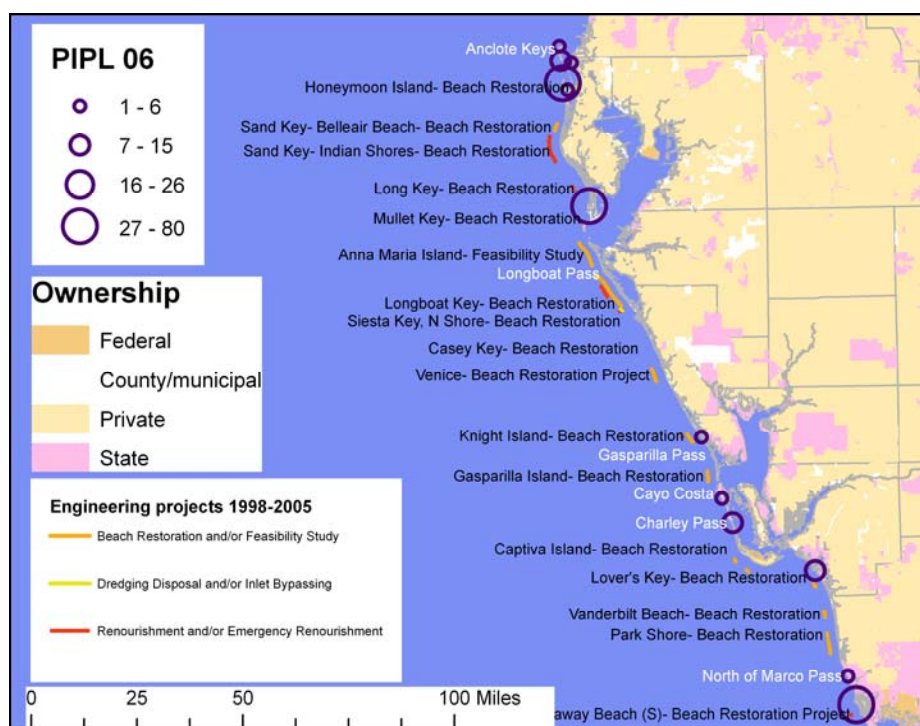 PIPL 06
1 - 6
7 - 15
16 - 26
27 - 80
Ownership
Federal
County/municipal
Private
State
Engineering projects 1998-2005
Beach Restoration and/or Feasibility Study
Dredging Disposal and/or Inlet Bypassing
Renourishment and/or Emergency Renourishment
0 25 50 100 Miles
Anclote Keys
Honeymoon Island- Beach Restoration
Sand Key- Belleair Beach- Beach Restoration
Sand Key- Indian Shores- Beach Restoration
Long Key- Beach Restoration
Mullet Key- Beach Restoration
Anna Maria Island- Feasibility Study
Longboat Pass
Longboat Key- Beach Restoration
Siesta Key, N Shore- Beach Restoration
Casey Key- Beach Restoration
Venice- Beach Restoration Project
Knight Island- Beach Restoration
Gasparilla Pass
Gasparilla Island- Beach Restoration
Cayo Costa
Charley Pass
Captiva Island- Beach Restoration
Lover's Key- Beach Restoration
Vanderbilt Beach- Beach Restoration
Park Shore- Beach Restoration
North of Marco Pass
away Beach (S)- Beach Restoration Project